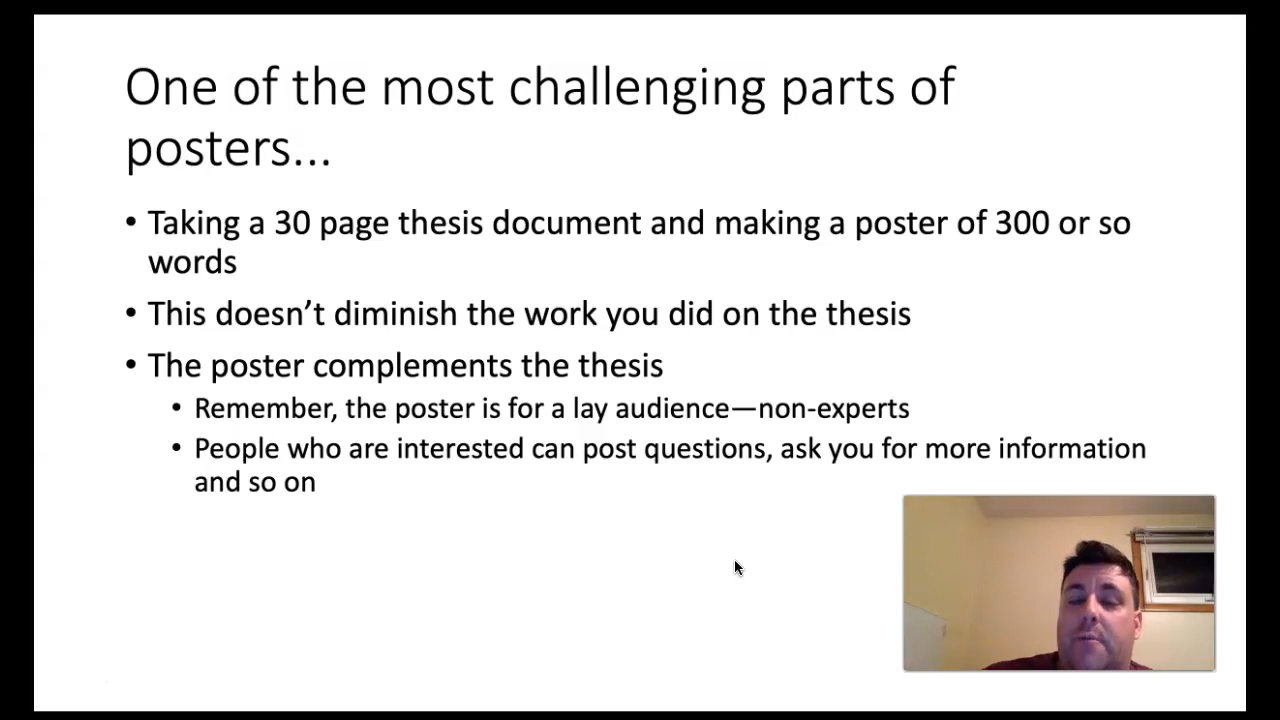 One of the most challenging parts of
posters...
• Taking a 30 page thesis document and making a poster of 300 or so
words
• This doesn’t diminish the work you did on the thesis
• The poster complements the thesis
• Remember, the poster is for a lay audience—non-experts
• People who are interested can post questions, ask you for more information
and so on